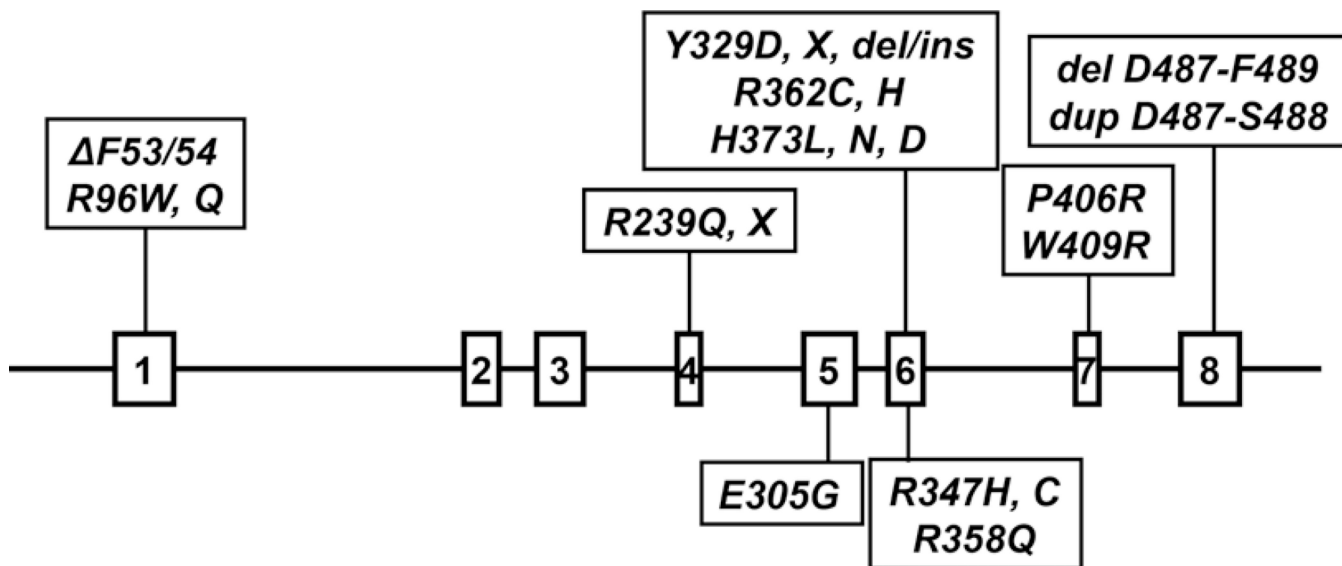 ΔF53/54
R96W, Q
R239Q, X
Y329D, X, del/ins
R362C, H
H373L, N, D
P406R
W409R
del D487-F489
dup D487-S488
1 2 3 4 5 6 7 8
E305G
R347H, C
R358Q